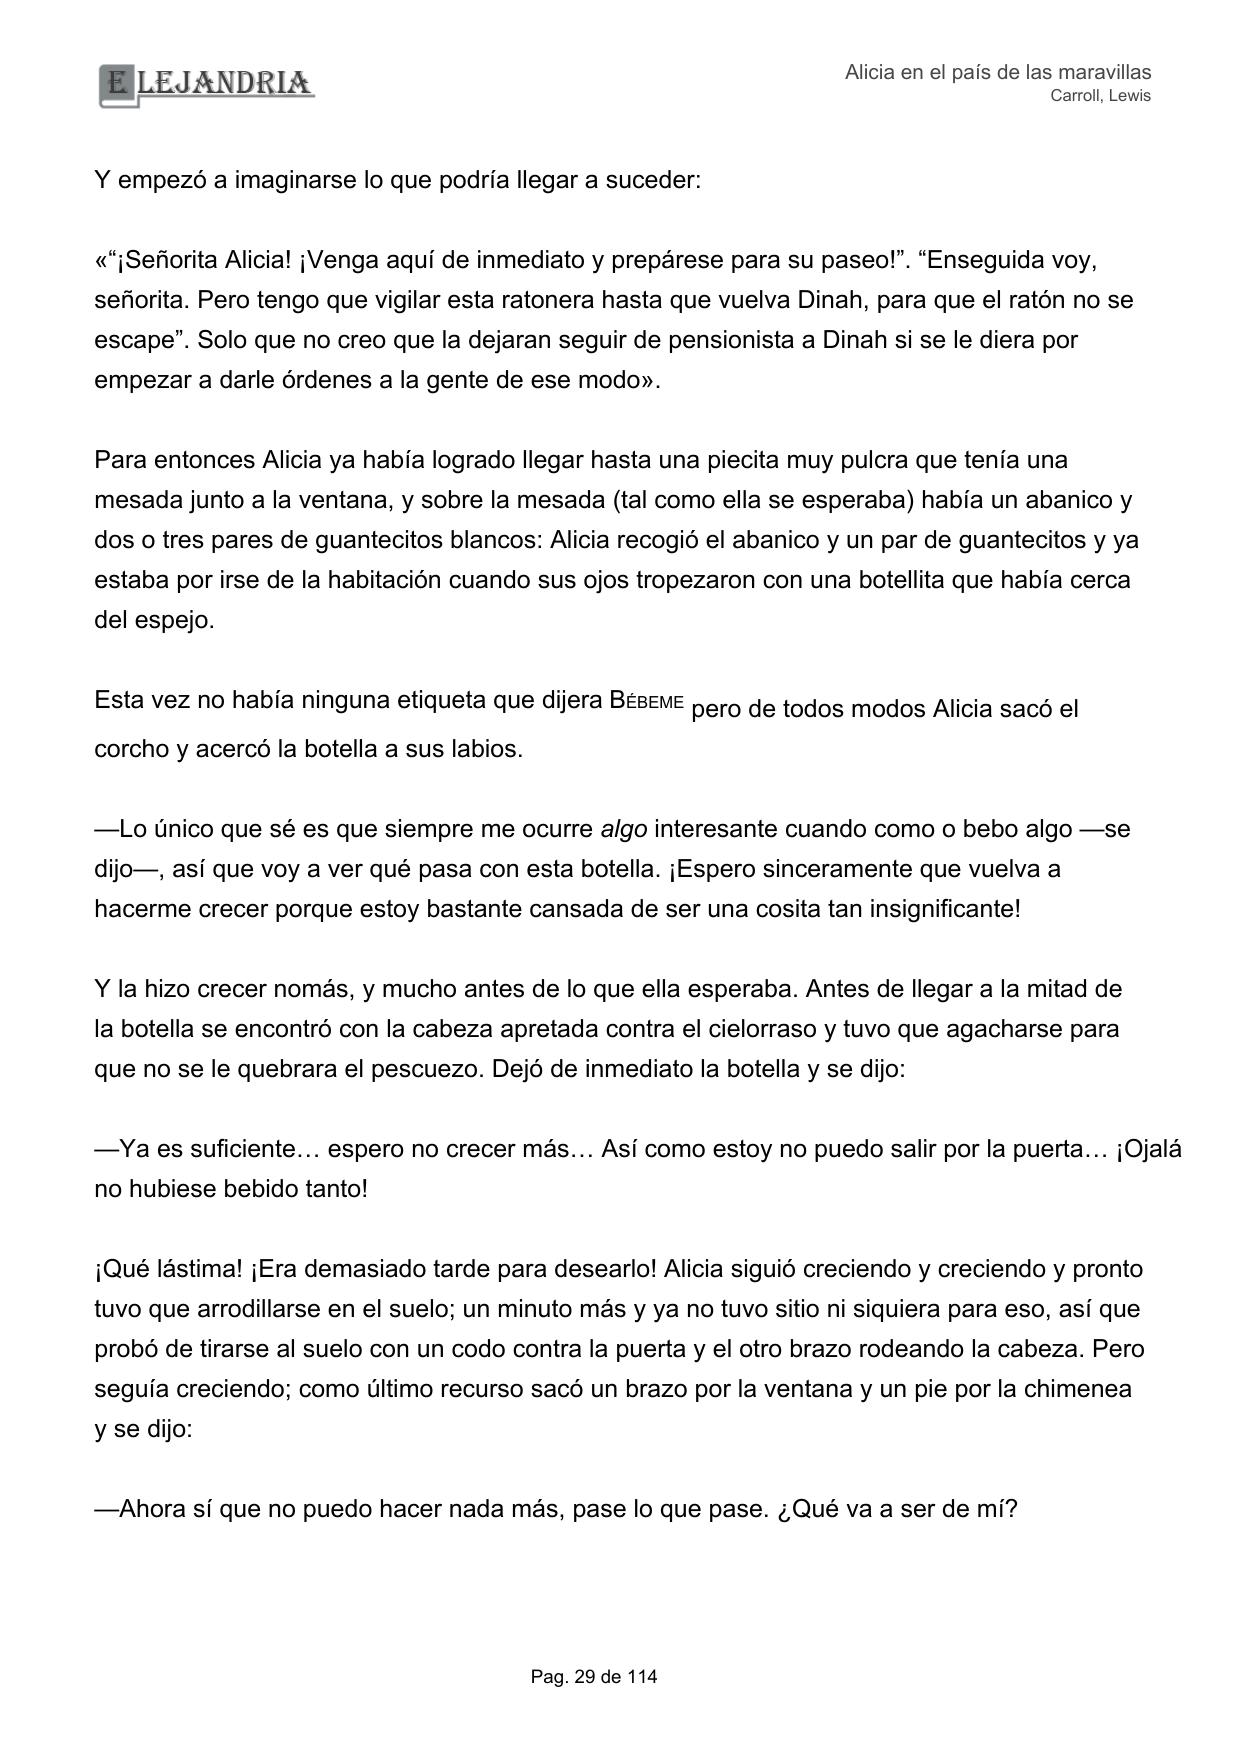 ELEJANDRIA
Alicia en el país de las maravillas
Carroll, Lewis
Y empezó a imaginarse lo que podría llegar a suceder:
«“¡Señorita Alicia! ¡Venga aquí de inmediato y prepárese para su paseo!”. “Enseguida voy,
señorita. Pero tengo que vigilar esta ratonera hasta que vuelva Dinah, para que el ratón no se
escape”. Solo que no creo que la dejaran seguir de pensionista a Dinah si se le diera por
empezar a darle órdenes a la gente de ese modo».
Para entonces Alicia ya había logrado llegar hasta una piecita muy pulcra que tenía una
mesada junto a la ventana, y sobre la mesada (tal como ella se esperaba) había un abanico y
dos o tres pares de guantecitos blancos: Alicia recogió el abanico y un par de guantecitos y ya
estaba por irse de la habitación cuando sus ojos tropezaron con una botellita que había cerca
del espejo.
Esta vez no había ninguna etiqueta que dijera BÉBEME pero de todos modos Alicia sacó el
corcho y acercó la botella a sus labios.
—Lo único que sé es que siempre me ocurre algo interesante cuando como o bebo algo —se
dijo—, así que voy a ver qué pasa con esta botella. ¡Espero sinceramente que vuelva a
hacerme crecer porque estoy bastante cansada de ser una cosita tan insignificante!
Y la hizo crecer nomás, y mucho antes de lo que ella esperaba. Antes de llegar a la mitad de
la botella se encontró con la cabeza apretada contra el cielorraso y tuvo que agacharse para
que no se le quebrara el pescuezo. Dejó de inmediato la botella y se dijo:
—Ya es suficiente… espero no crecer más… Así como estoy no puedo salir por la puerta… ¡Ojalá
no hubiese bebido tanto!
¡Qué lástima! ¡Era demasiado tarde para desearlo! Alicia siguió creciendo y creciendo y pronto
tuvo que arrodillarse en el suelo; un minuto más y ya no tuvo sitio ni siquiera para eso, así que
probó de tirarse al suelo con un codo contra la puerta y el otro brazo rodeando la cabeza. Pero
seguía creciendo; como último recurso sacó un brazo por la ventana y un pie por la chimenea
y se dijo:
—Ahora sí que no puedo hacer nada más, pase lo que pase. ¿Qué va a ser de mí?
Pag. 29 de 114